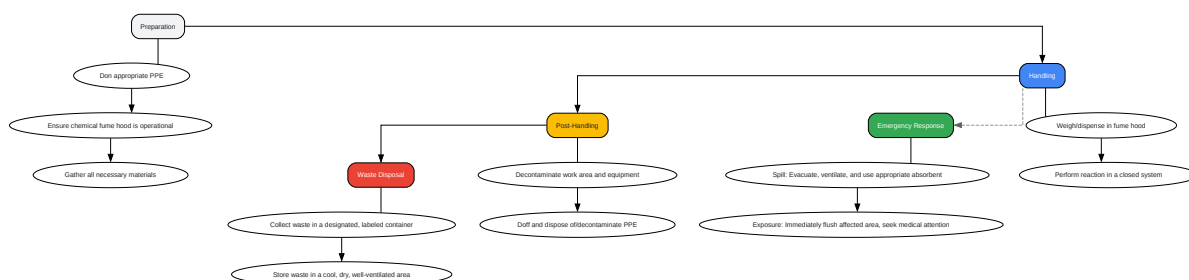 Preparation
Don appropriate PPE
Handling
Ensure chemical fume hood is operational
Post-Handling
Emergency Response
Weigh/dispense in fume hood
Gather all necessary materials
Waste Disposal
Decontaminate work area and equipment
Spill: Evacuate, ventilate, and use appropriate absorbent
Perform reaction in a closed system
Collect waste in a designated, labeled container
Doff and dispose of/decontaminate PPE
Exposure: Immediately flush affected area, seek medical attention
Store waste in a cool, dry, well-ventilated area